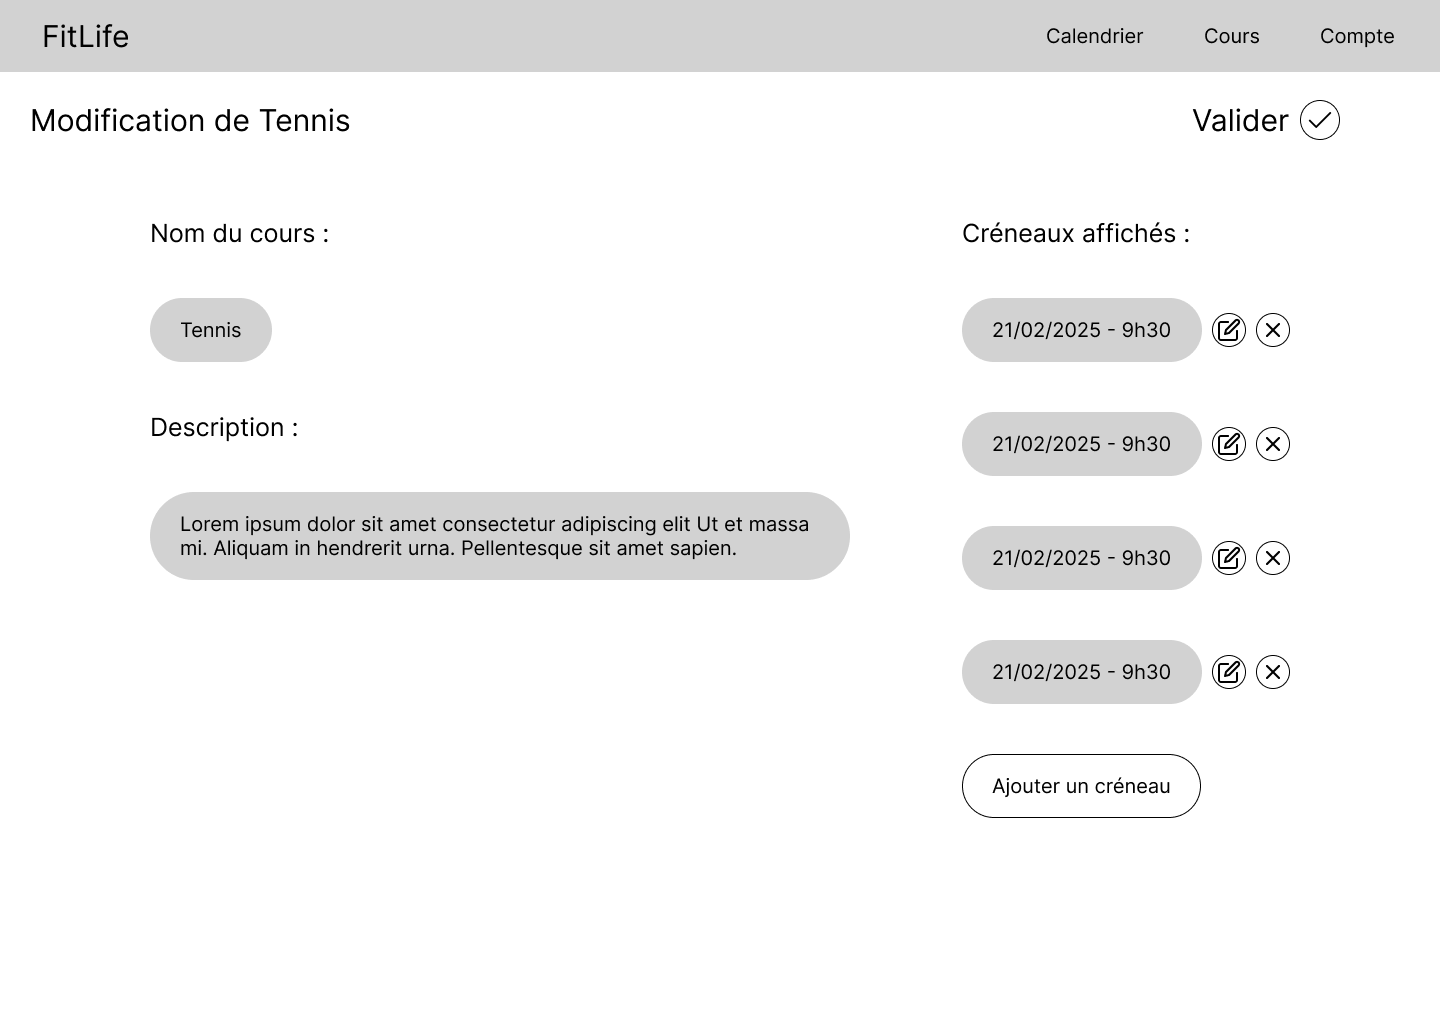 FitLife
Calendrier
Cours
Compte
Modification de Tennis
Valider
Nom du cours :
Tennis
Description :
Lorem ipsum dolor sit amet consectetur adipiscing elit Ut et massa
mi. Aliquam in hendrerit urna. Pellentesque sit amet sapien.
Créneaux affichés :
21/02/2025 - 9h30
21/02/2025 - 9h30
21/02/2025 - 9h30
21/02/2025 - 9h30
Ajouter un créneau